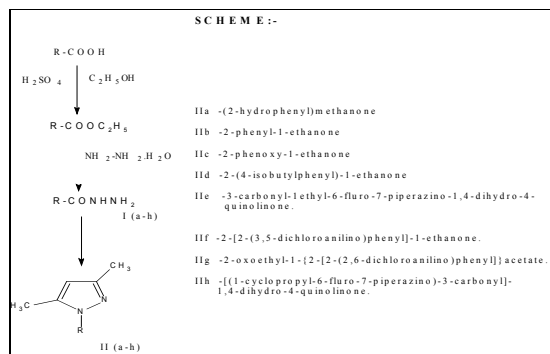 SCHEME:-
R-COOH
H2SO4 C2H5OH
R-COOC2H5
NH2-NH2.H2O
R-CONHNH2
I (a-h)
CH3
H3C
N
N
R
II (a-h)
IIa -(2-hydrophenyl)methanone
IIb -2-phenyl-1-ethanone
IIc -2-phenoxy-1-ethanone
IId -2-(4-isobutylphenyl)-1-ethanone
IIe -3-carbonyl-1ethyl-6-fluro-7-piperazino-1,4-dihydro-4-
quinolinone.
IIf -2-[2-(3,5-dichloroanilino)phenyl]-1-ethanone.
IIg -2-oxoethyl-1-{2-[2-(2,6-dichloroanilino)phenyl]}acetate.
IIh -[(1-cyclopropyl-6-fluro-7-piperazino)-3-carbonyl]-
1,4-dihydro-4-quinolinone.